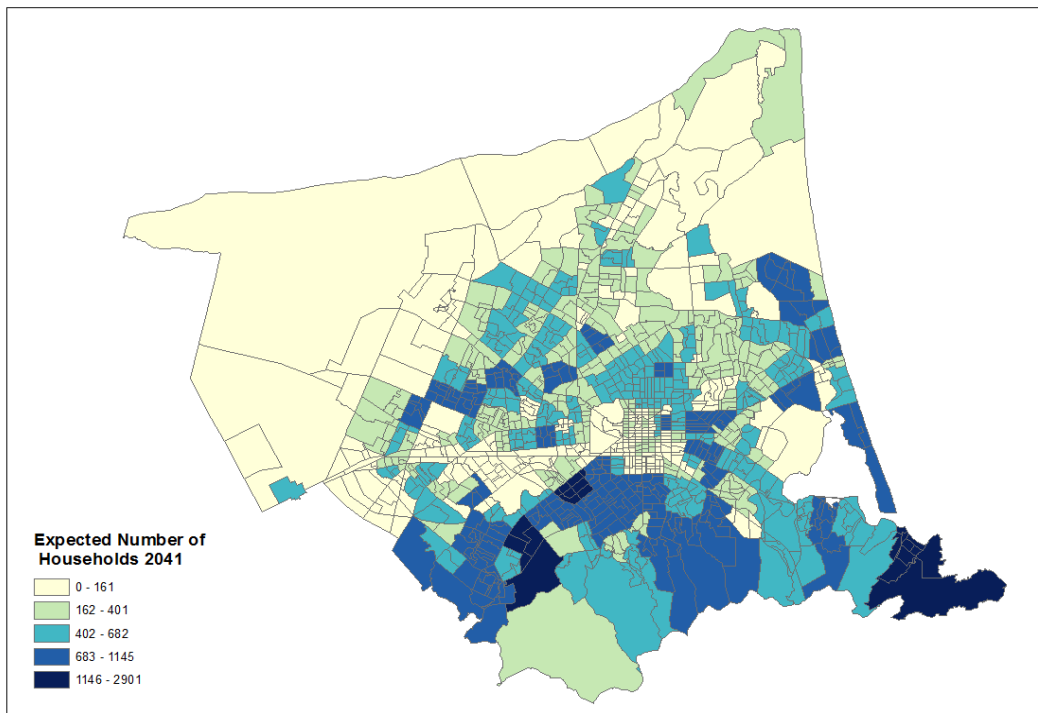 Expected Number of
Households 2041
0 - 161
162 - 401
402 - 682
683 - 1145
1146 - 2901